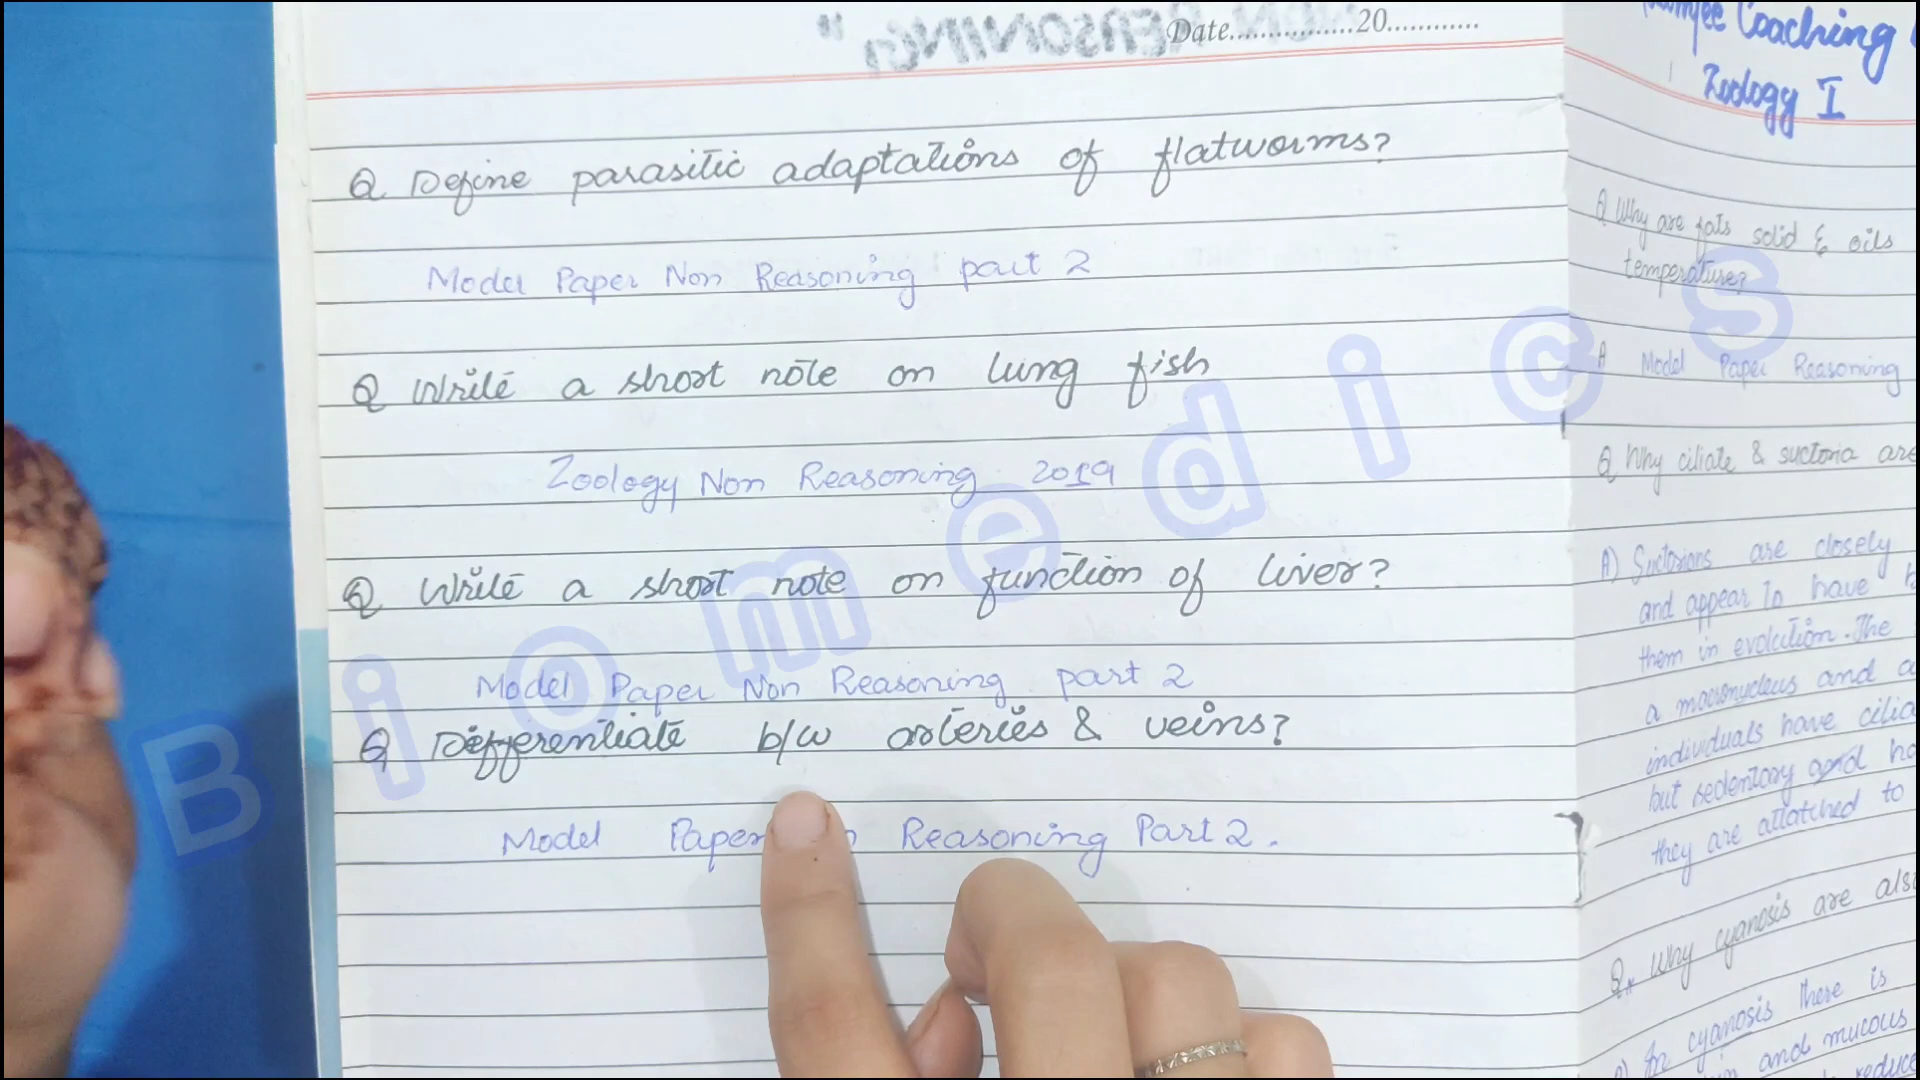 Date................20............
Q Define parasitic adaptations of flatworms?
Model Paper Non Reasoning part 2
Q Write a short note on lung fish
Zoology Non Reasoning 2019
Q Write a short note on function of liver?
Model Paper Non Reasoning part 2
Q Differentiate b/w arteries & veins?
Model Paper Reasoning Part 2.
Coaching
Zoology I
Q Why are fats solid & oils
temperature?
A Model Paper Reasoning
Q Why ciliate & suctoria are
A) Suctorians are closely
and appear to have
them in evolution. The
a macronucleus and a
individuals have cilia
but sedentary and
they are attatched to
Q. Why cyanosis are also
A) In cyanosis there is
and mucous
Biomedics